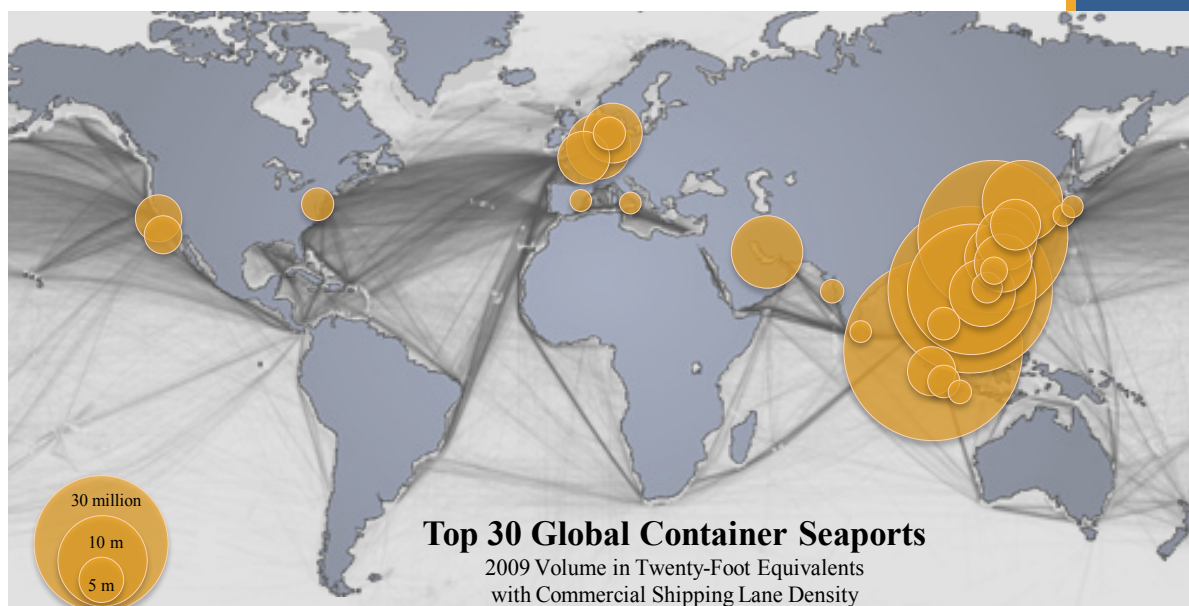 30 million
10 m
5 m
Top 30 Global Container Seaports
2009 Volume in Twenty-Foot Equivalents
with Commercial Shipping Lane Density